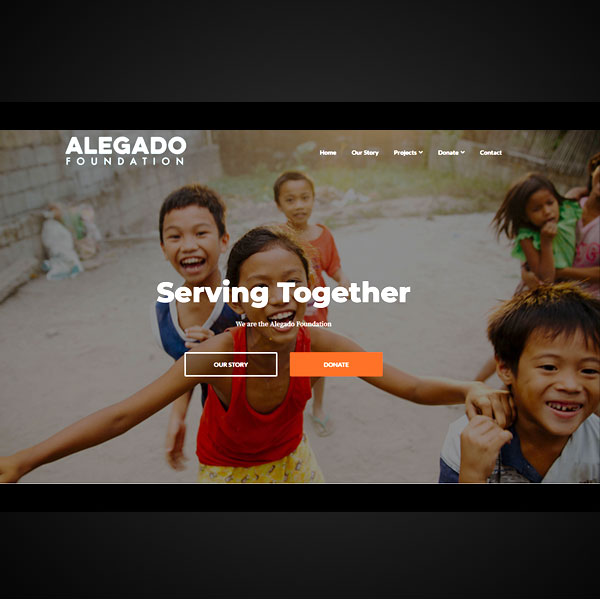 ALEGADO
FOUNDATION
Home Our Story Projects Donate Contact
Serving Together
We are the Alegado Foundation
OUR STORY DONATE